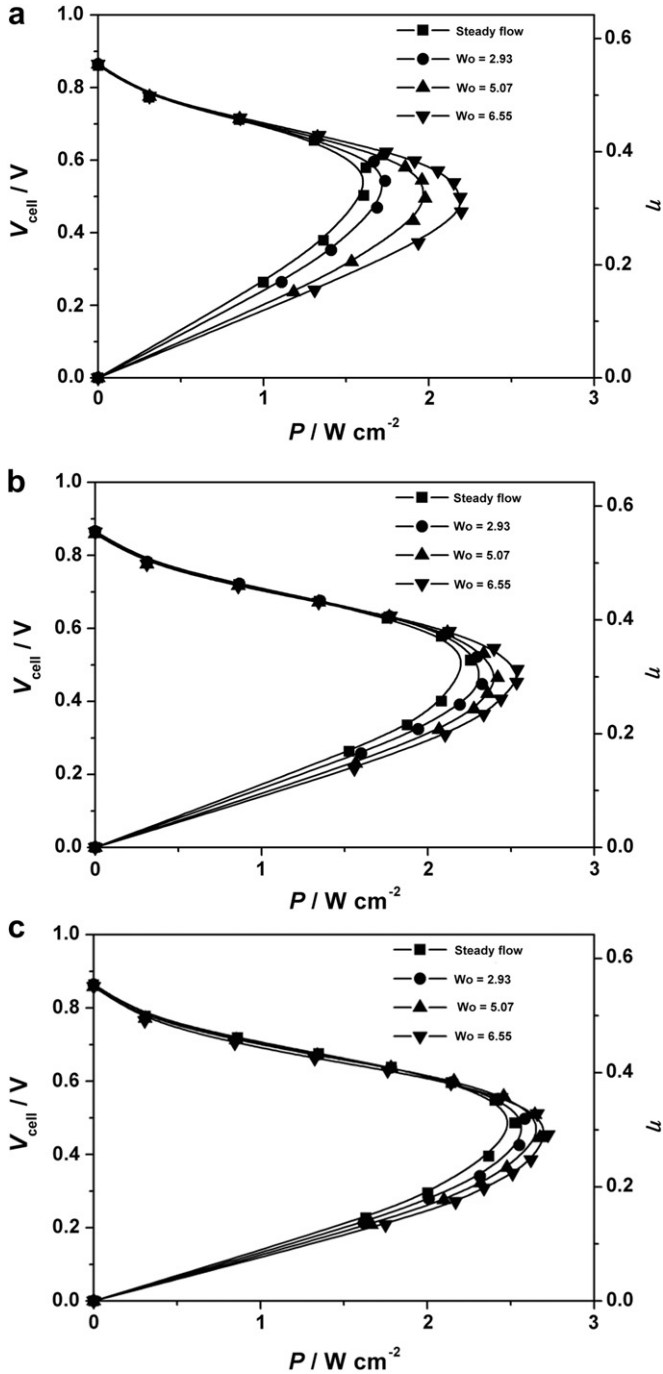 a
Steady flow
Wo = 2.93
Wo = 5.07
Wo = 6.55
1.0
0.8
0.6
0.4
0.2
0.0
V_cell / V
0.6
0.4
0.2
0.0
η
0
1
2
3
P / W cm⁻²
b
Steady flow
Wo = 2.93
Wo = 5.07
Wo = 6.55
1.0
0.8
0.6
0.4
0.2
0.0
V_cell / V
0.6
0.4
0.2
0
η
0
1
2
3
P / W cm⁻²
c
Steady flow
Wo = 2.93
Wo = 5.07
Wo = 6.55
1.0
0.8
0.6
0.4
0.2
0.0
V_cell / V
0.6
0.4
0.2
0.0
η
0
1
2
3
P / W cm⁻²